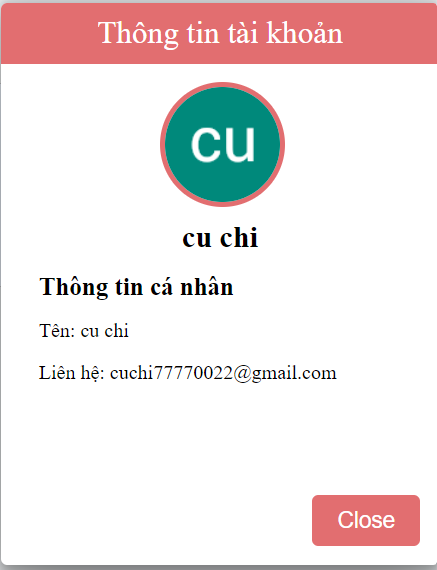 Thông tin tài khoản
cu
cu chi
Thông tin cá nhân
Tên: cu chi
Liên hệ: cuchi77770022@gmail.com
Close